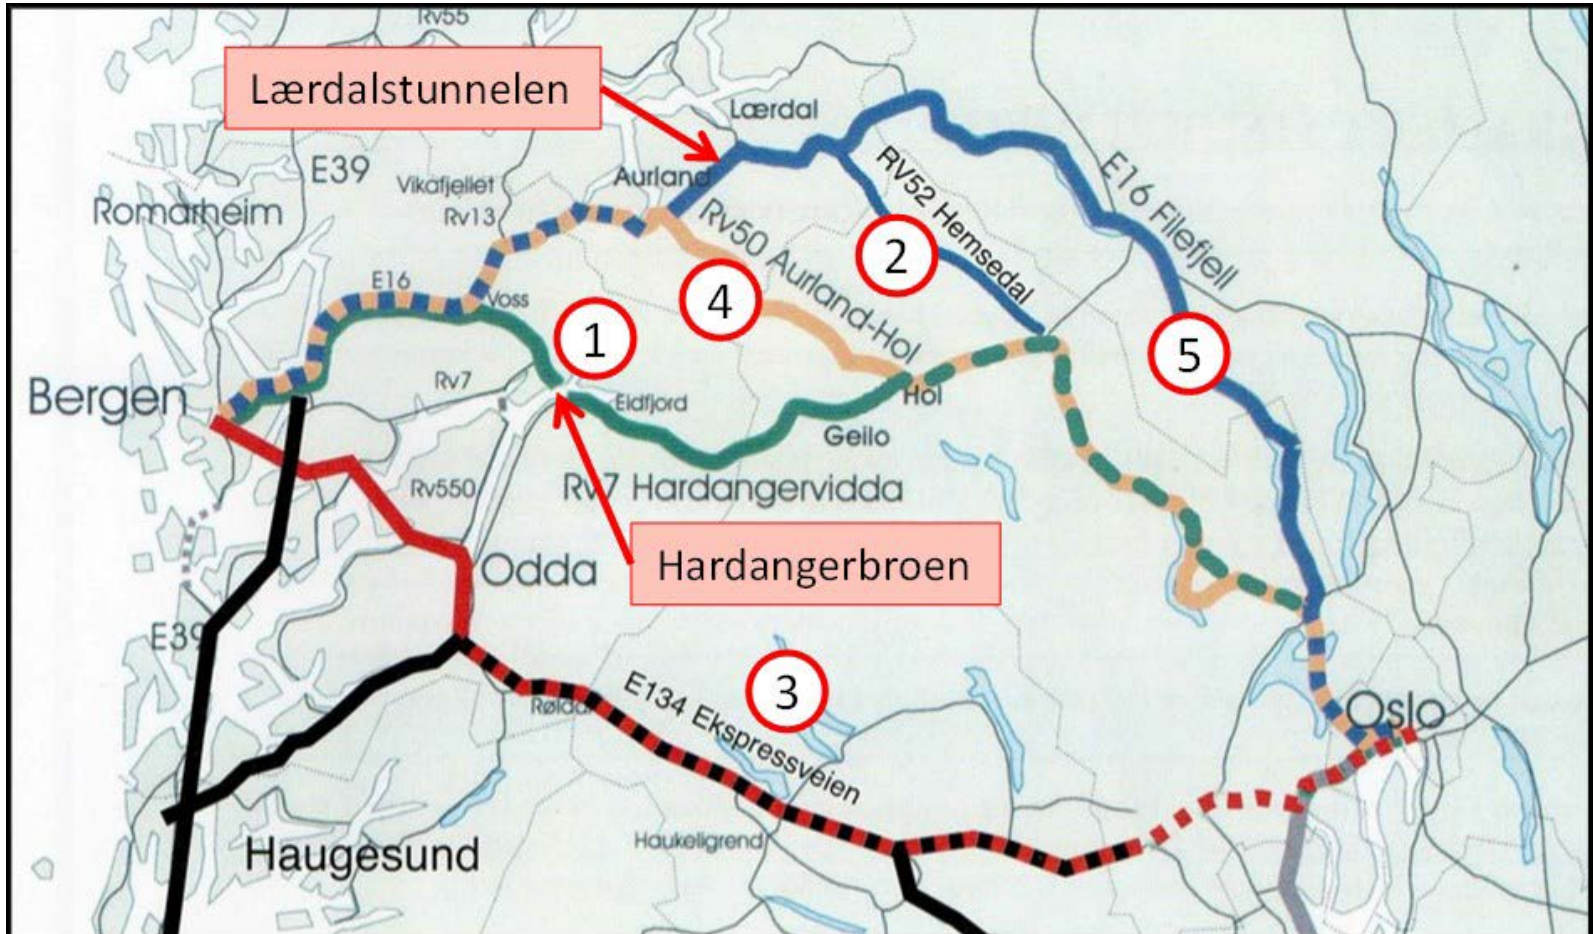 Rv55
Lærdalstunnelen
Lærdal
E39
Vikafjellet
Rv13
Aurland
Romarheim
RV52 Hemsedal
E16 Filefjell
Rv50 Aurland-Hol
2
4
E16
Voss
1
5
Bergen
Rv7
Eidfjord
Hol
Geilo
Rv550
Rv7 Hardangervidda
Odda
Hardangerbroen
E39
3
E134 Ekspressveien
Røldal
Oslo
Haukeligrend
Haugesund